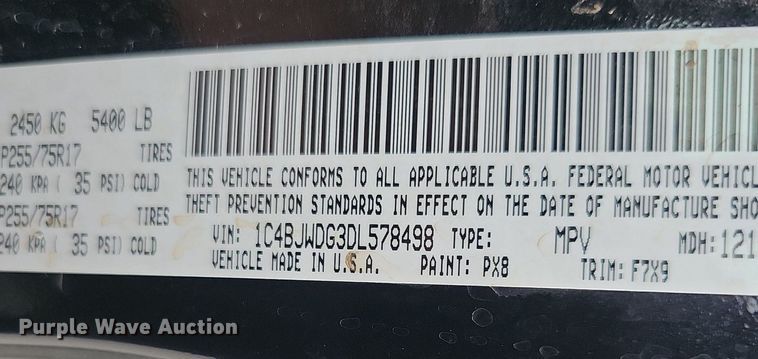 2450 KG 5400 LB
P255/75R17 TIRES
240 KPA ( 35 PSI) COLD
P255/75R17 TIRES
240 KPA ( 35 PSI) COLD
THIS VEHICLE CONFORMS TO ALL APPLICABLE U.S.A. FEDERAL MOTOR VEHICL
THEFT PREVENTION STANDARDS IN EFFECT ON THE DATE OF MANUFACTURE SHO
VIN: 1C4BJWDG3DL578498 TYPE: MPV MDH: 121
VEHICLE MADE IN U.S.A. PAINT: PX8 TRIM: F7X9
Purple Wave Auction